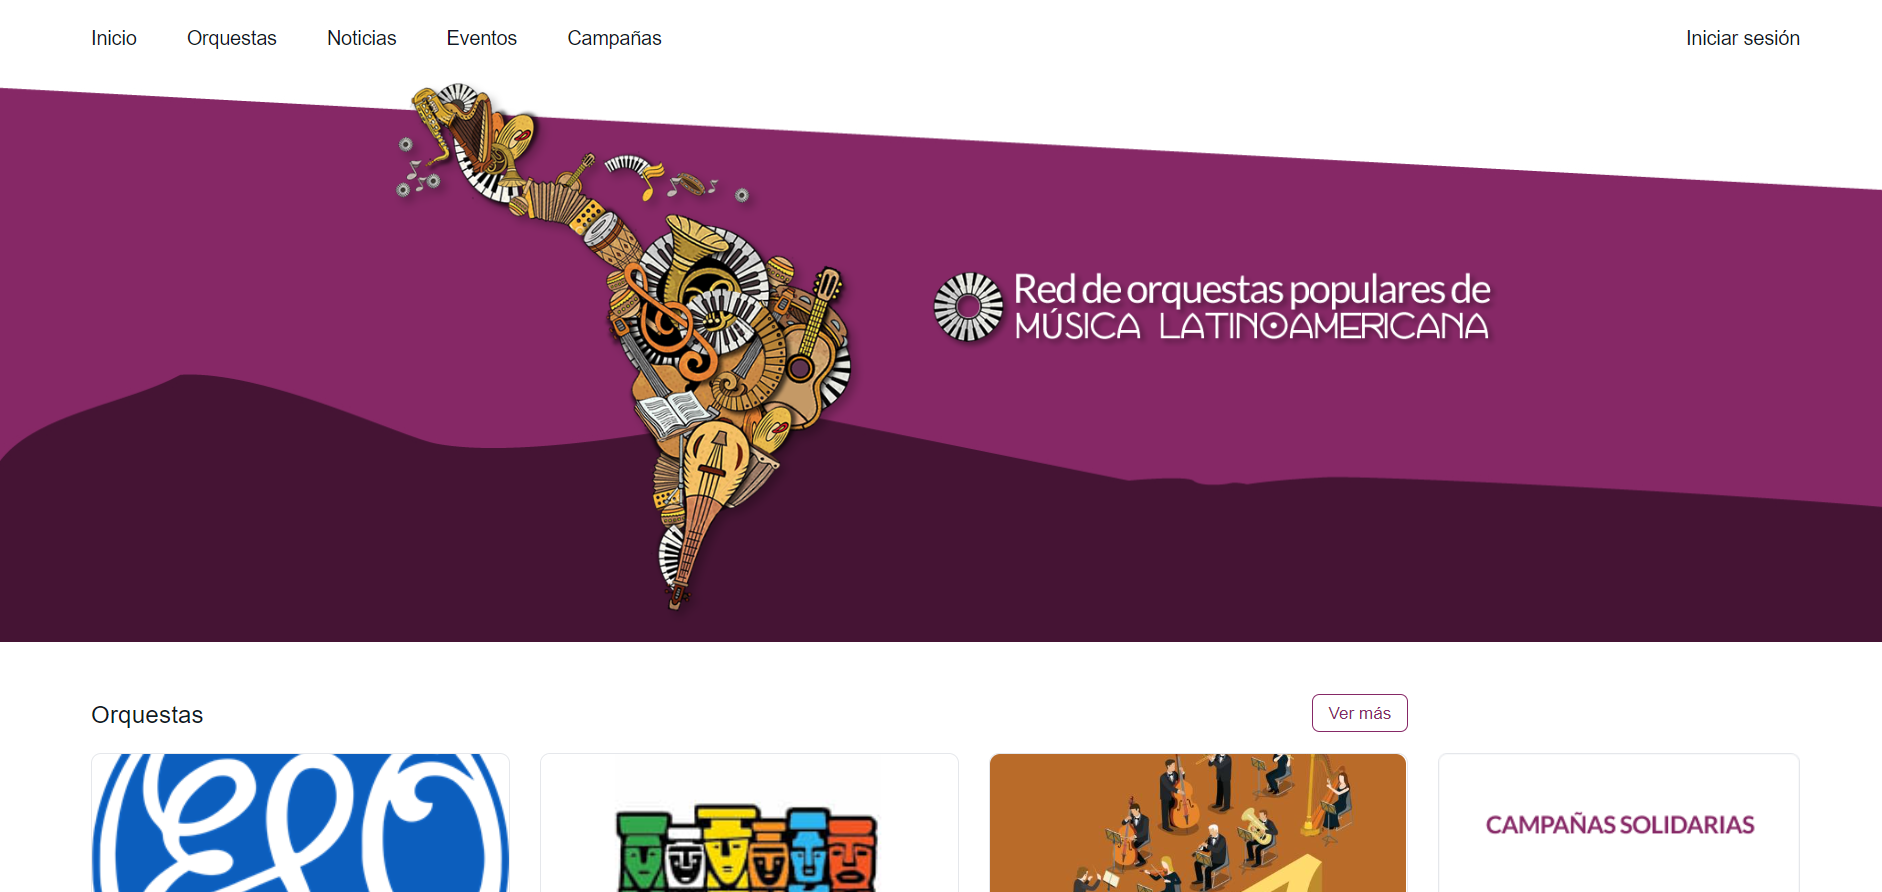 Inicio
Orquestas
Noticias
Eventos
Campañas
Iniciar sesión
Red de orquestas populares de
MÚSICA LATINOAMERICANA
Orquestas
Ver más
CAMPAÑAS SOLIDARIAS